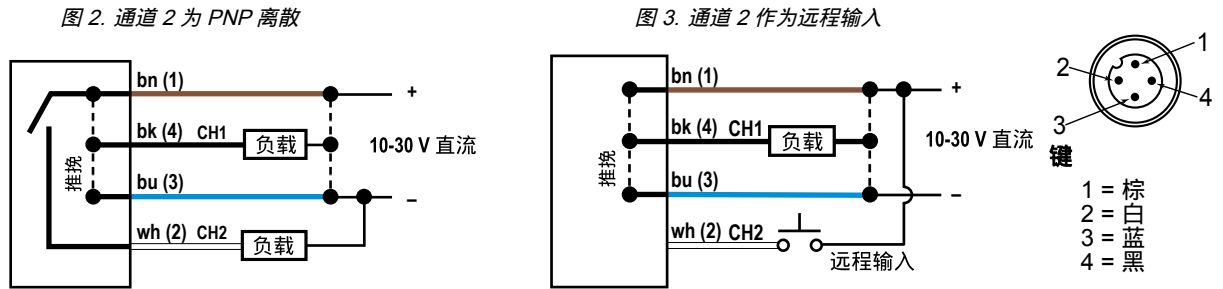 图 2. 通道 2 为 PNP 离散
bn (1)
+
bk (4) CH1
负载
10-30 V 直流
推挽
bu (3)
–
wh (2) CH2
负载
图 3. 通道 2 作为远程输入
bn (1)
+
bk (4) CH1
负载
10-30 V 直流
推挽
bu (3)
–
wh (2) CH2
远程输入
1
2
4
3
键
1 = 棕
2 = 白
3 = 蓝
4 = 黑